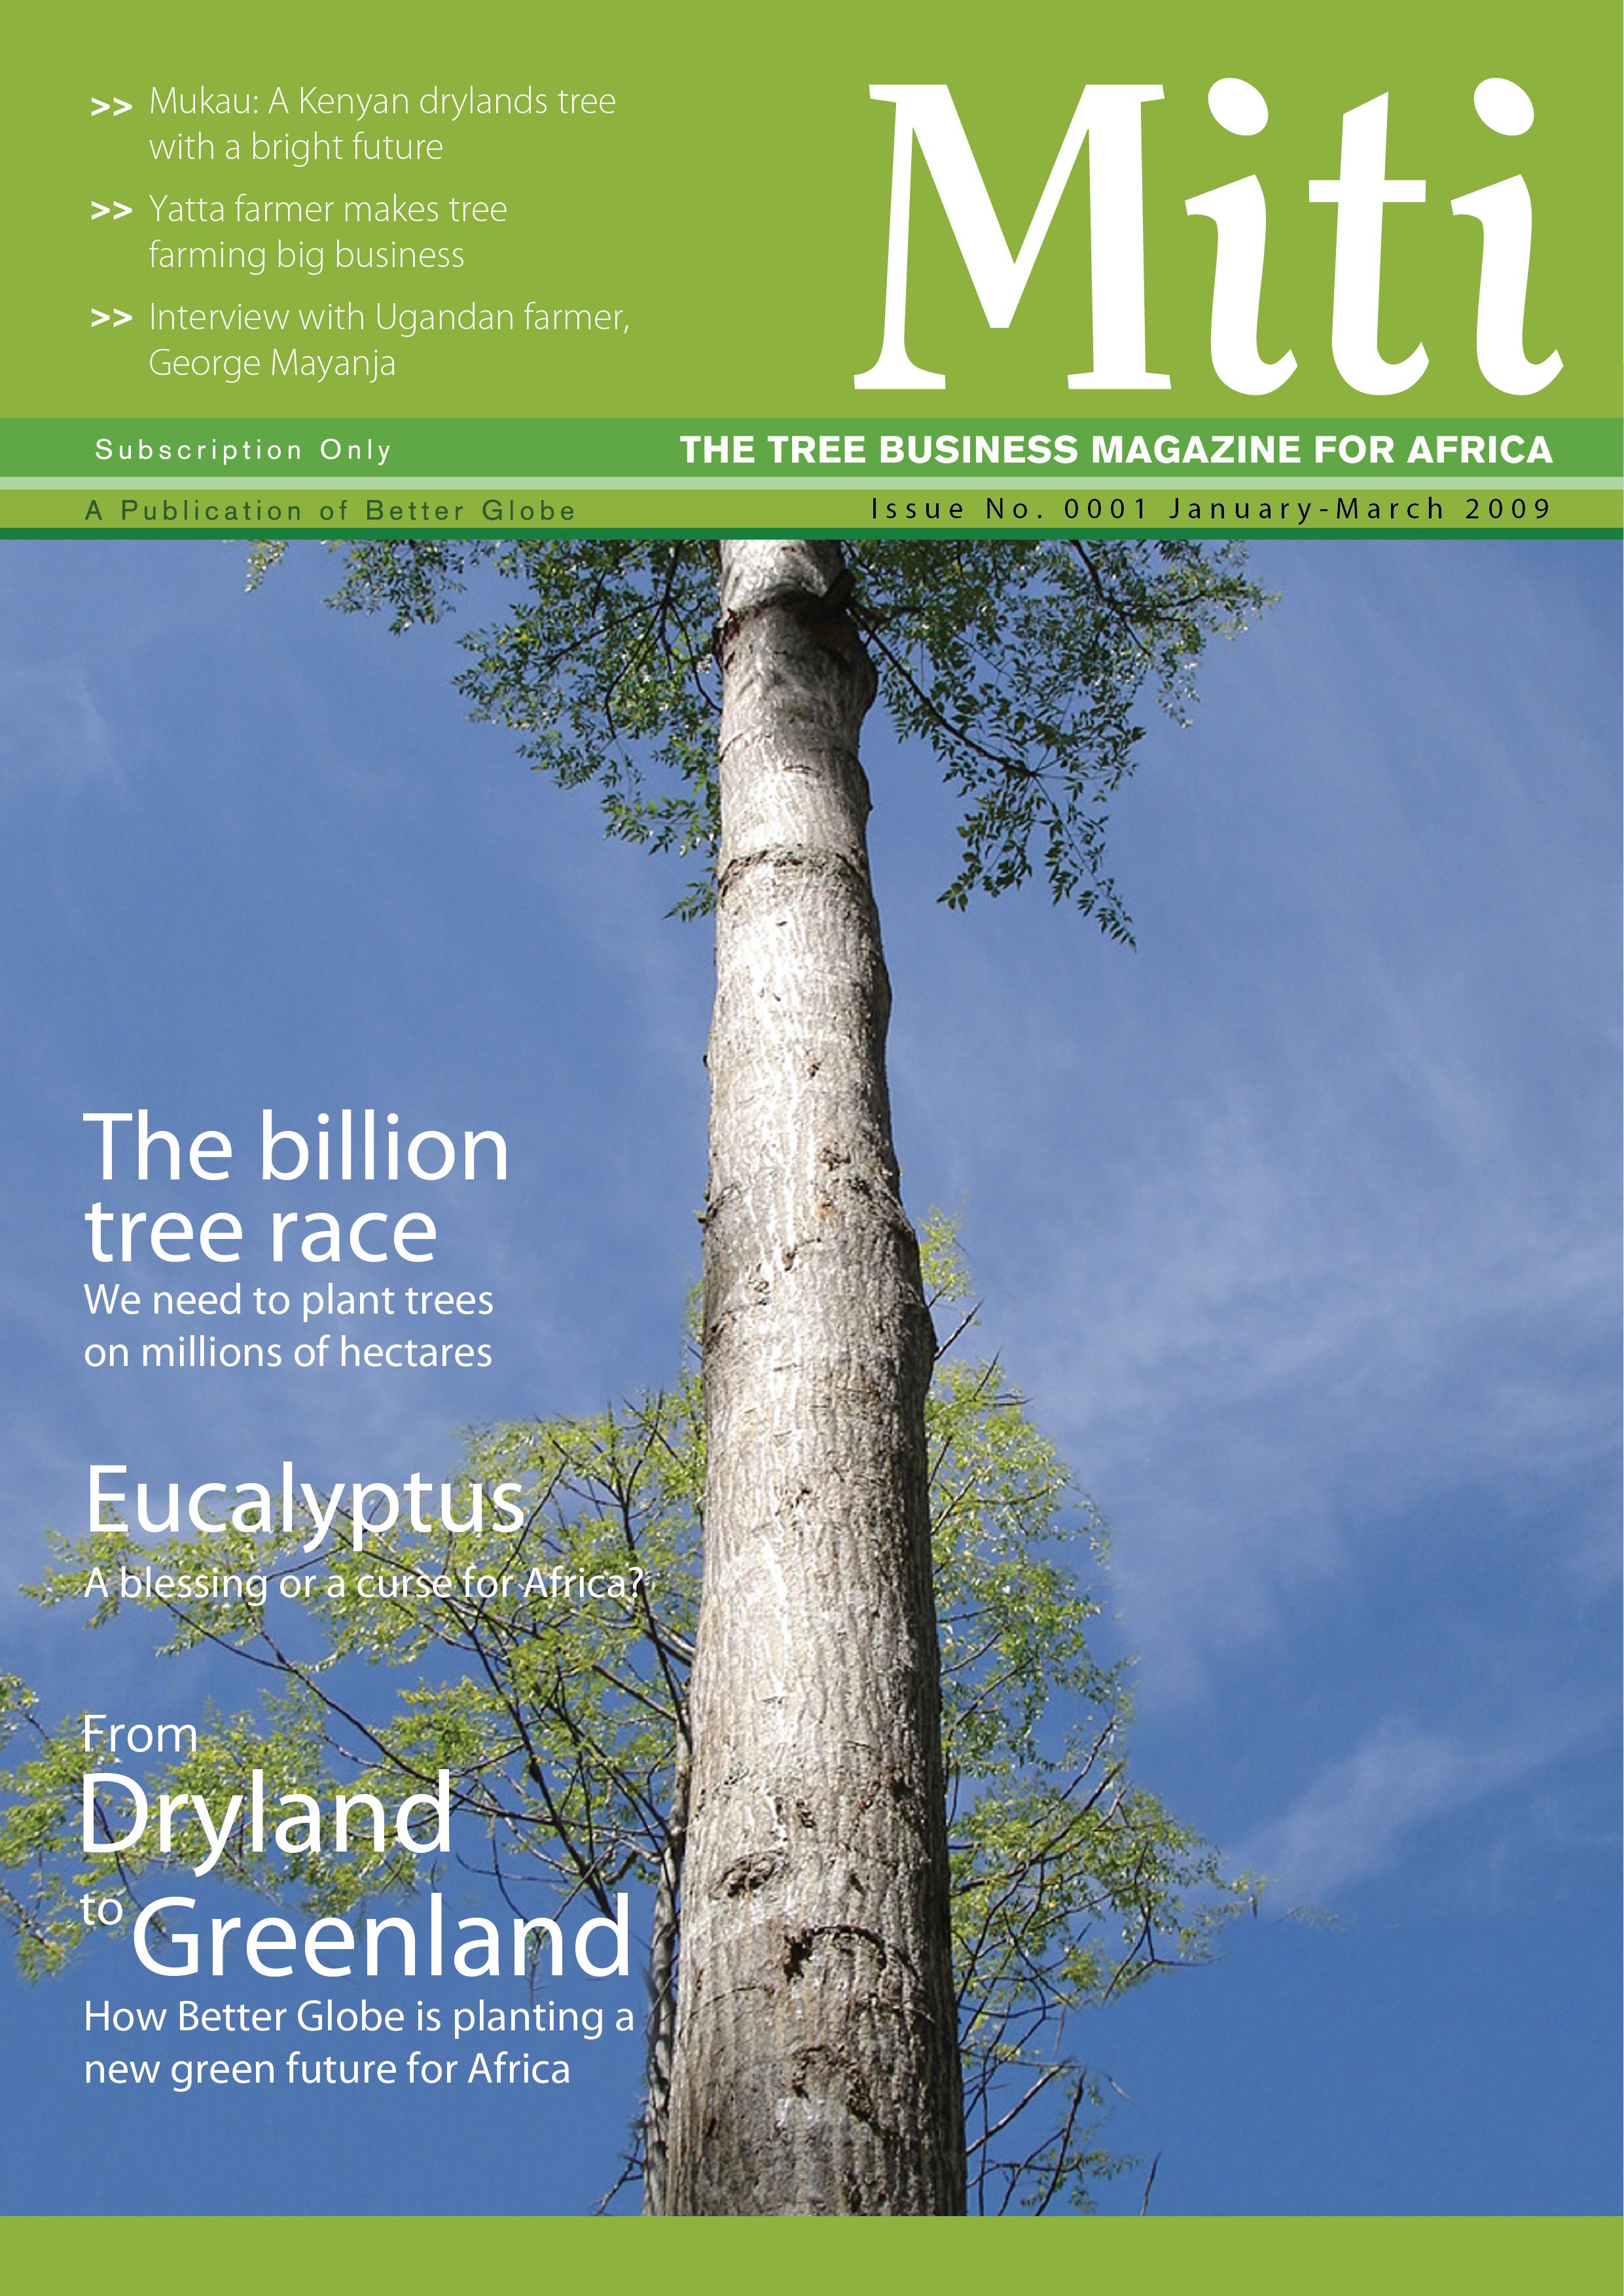 >> Mukau: A Kenyan drylands tree
with a bright future
>> Yatta farmer makes tree
farming big business
>> Interview with Ugandan farmer,
George Mayanja
Miti
Subscription Only
THE TREE BUSINESS MAGAZINE FOR AFRICA
A Publication of Better Globe
Issue No. 0001 January-March 2009
The billion
tree race
We need to plant trees
on millions of hectares
Eucalyptus
A blessing or a curse for Africa?
From
Dryland
to Greenland
How Better Globe is planting a
new green future for Africa